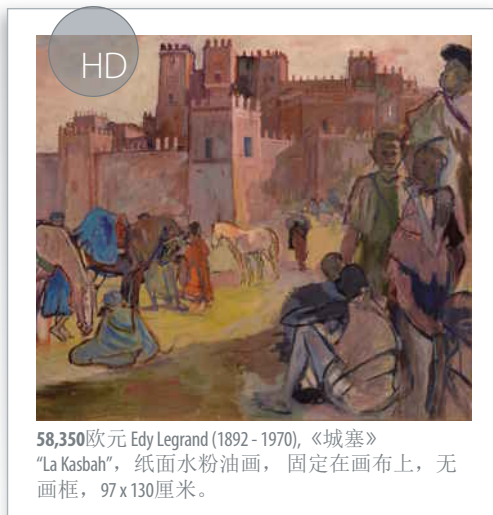 HD
58,350欧元 Edy Legrand (1892 - 1970), 《城塞》
“La Kasbah”，纸面水粉油画， 固定在画布上，无
画框，97 x 130厘米。